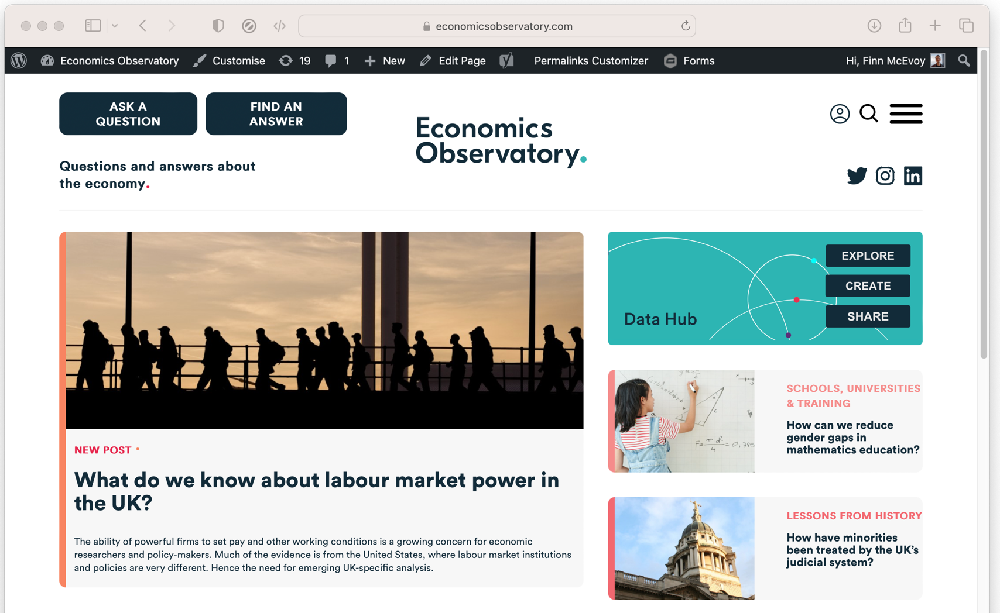 economicsobservatory.com
Economics Observatory Customise 19 1 New Edit Page Permalinks Customizer Forms Hi, Finn McEvoy
ASK A
QUESTION
FIND AN
ANSWER
Economics
Observatory.
Questions and answers about
the economy.
EXPLORE
CREATE
SHARE
Data Hub
NEW POST
What do we know about labour market power in
the UK?
The ability of powerful firms to set pay and other working conditions is a growing concern for economic
researchers and policy-makers. Much of the evidence is from the United States, where labour market institutions
and policies are very different. Hence the need for emerging UK-specific analysis.
SCHOOLS, UNIVERSITIES
& TRAINING
How can we reduce
gender gaps in
mathematics education?
LESSONS FROM HISTORY
How have minorities
been treated by the UK’s
judicial system?